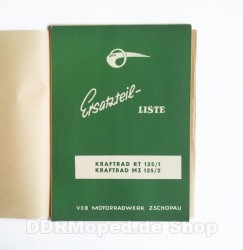 Ersatzteil-
LISTE
KRAFTRAD RT 125/1
KRAFTRAD MZ 125/2
VEB MOTORRADWERK ZSCHOPAU
DDRMoped.de Shop